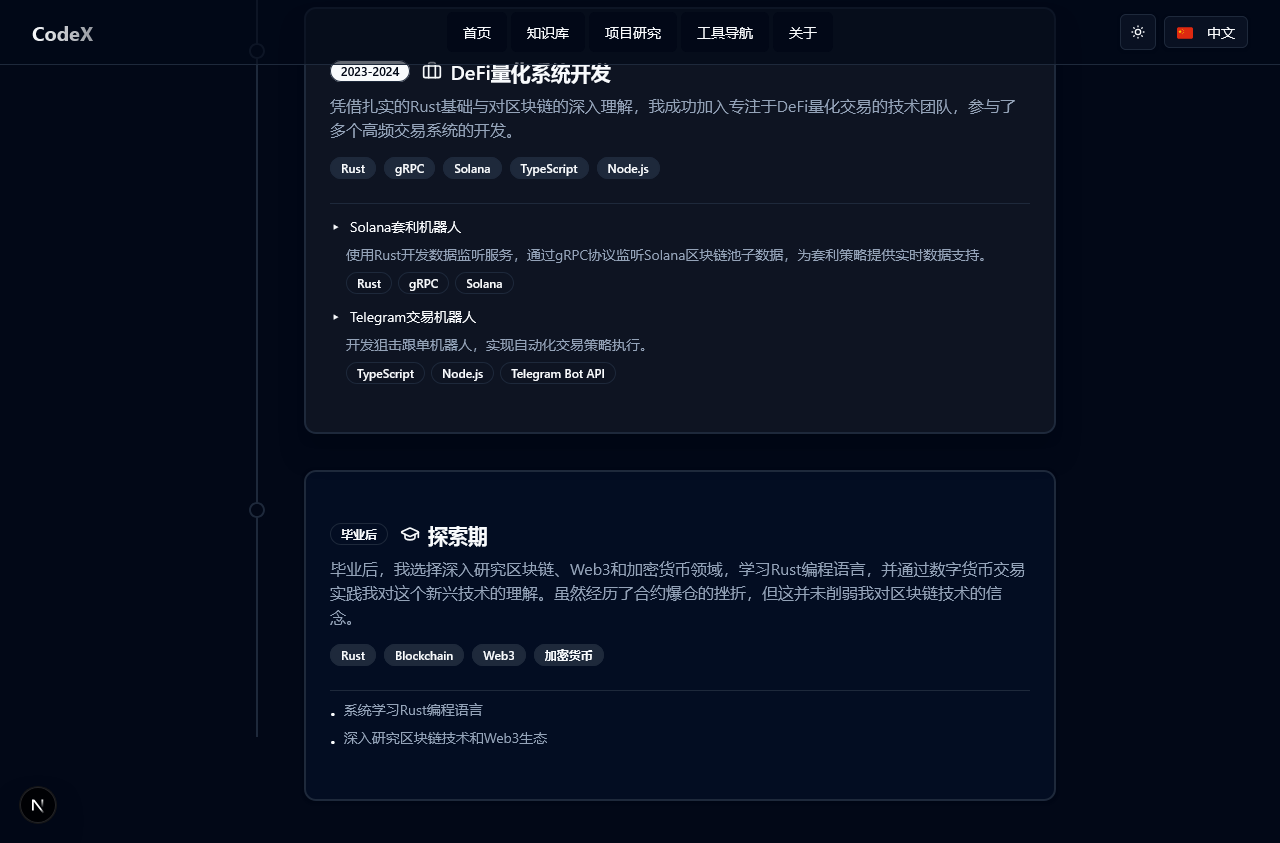 CodeX
首页 知识库 项目研究 工具导航 关于
中文
2023-2024 DeFi量化系统开发
凭借扎实的Rust基础与对区块链的深入理解，我成功加入专注于DeFi量化交易的技术团队，参与了
多个高频交易系统的开发。
Rust gRPC Solana TypeScript Node.js
▸ Solana套利机器人
使用Rust开发数据监听服务，通过gRPC协议监听Solana区块链池子数据，为套利策略提供实时数据支持。
Rust gRPC Solana
▸ Telegram交易机器人
开发狙击跟单机器人，实现自动化交易策略执行。
TypeScript Node.js Telegram Bot API
毕业后 探索期
毕业后，我选择深入研究区块链、Web3和加密货币领域，学习Rust编程语言，并通过数字货币交易
实践我对这个新兴技术的理解。虽然经历了合约爆仓的挫折，但这并未削弱我对区块链技术的信
念。
Rust Blockchain Web3 加密货币
• 系统学习Rust编程语言
• 深入研究区块链技术和Web3生态
N